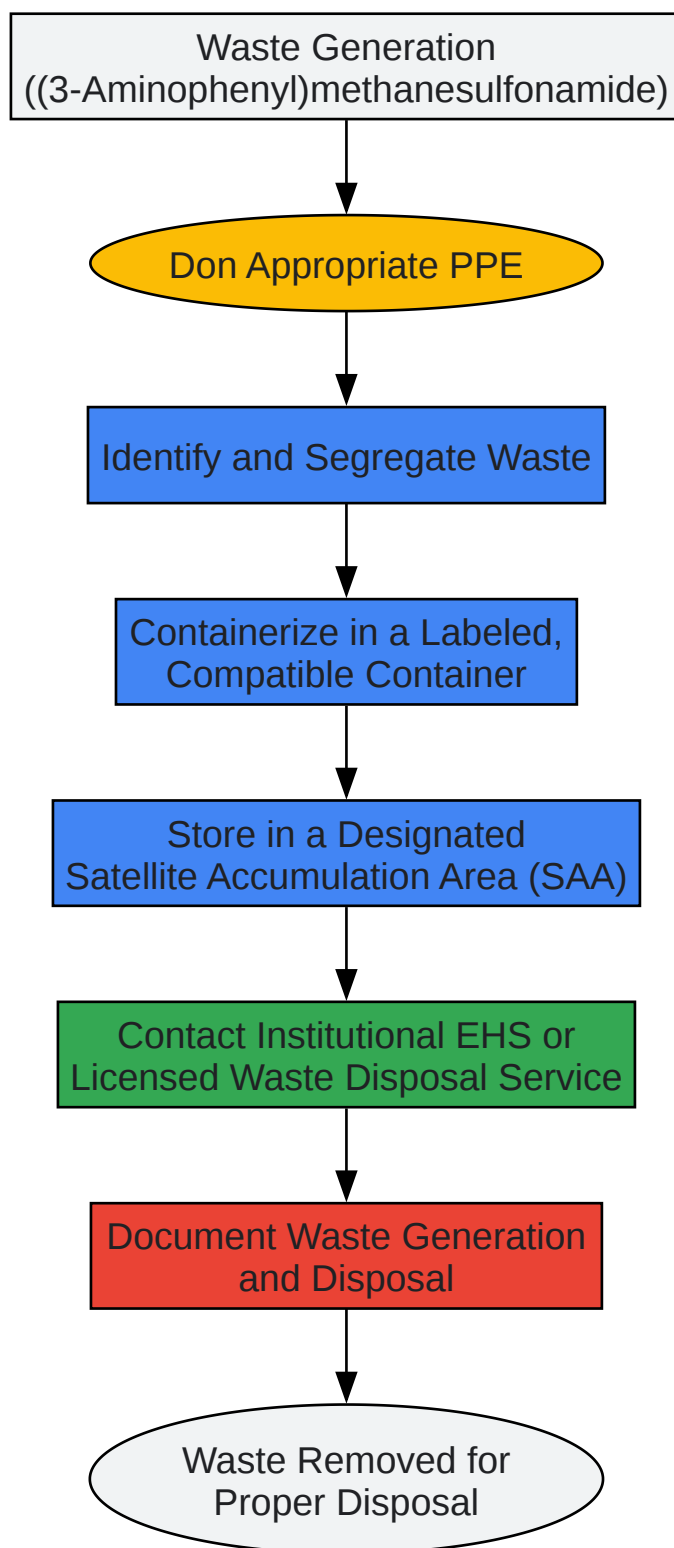 Waste Generation
((3-Aminophenyl)methanesulfonamide)
Don Appropriate PPE
Identify and Segregate Waste
Containerize in a Labeled,
Compatible Container
Store in a Designated
Satellite Accumulation Area (SAA)
Contact Institutional EHS or
Licensed Waste Disposal Service
Document Waste Generation
and Disposal
Waste Removed for
Proper Disposal